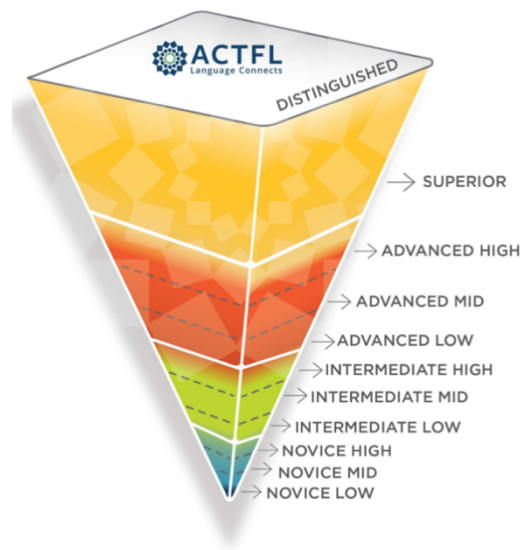 ACTFL
Language Connects
DISTINGUISHED
SUPERIOR
ADVANCED HIGH
ADVANCED MID
ADVANCED LOW
INTERMEDIATE HIGH
INTERMEDIATE MID
INTERMEDIATE LOW
NOVICE HIGH
NOVICE MID
NOVICE LOW